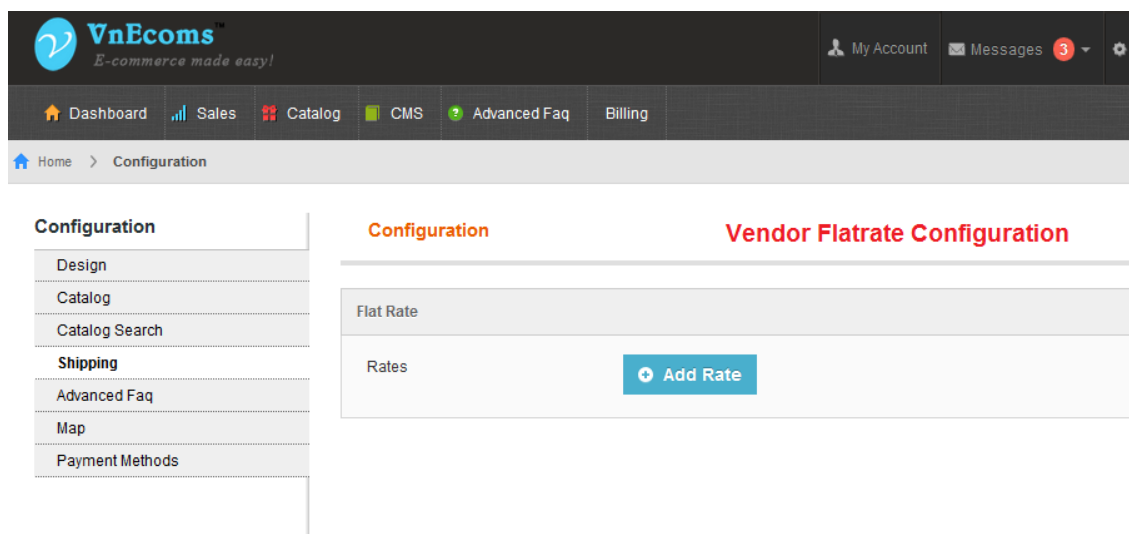 VnEcoms™
E-commerce made easy!
My Account Messages 3
Dashboard Sales Catalog CMS Advanced Faq Billing
Home > Configuration
Configuration
Design
Catalog
Catalog Search
Shipping
Advanced Faq
Map
Payment Methods
Configuration Vendor Flatrate Configuration
Flat Rate
Rates Add Rate